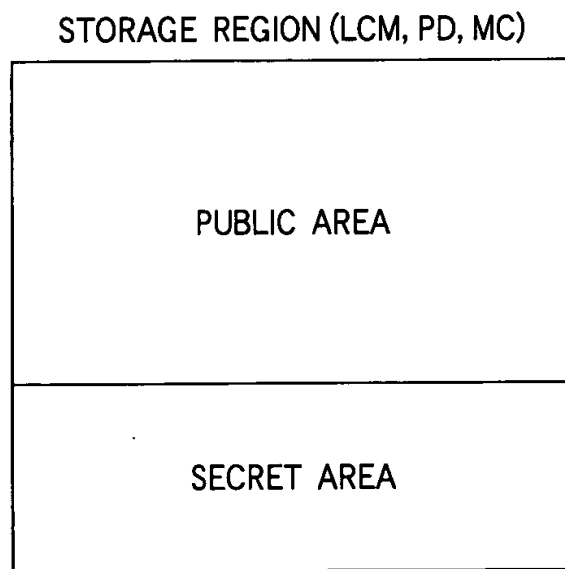 STORAGE REGION (LCM, PD, MC)
PUBLIC AREA
SECRET AREA